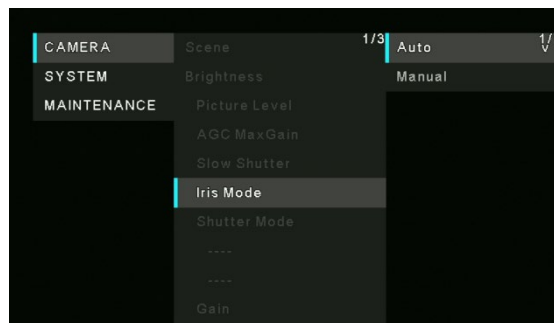 CAMERA
SYSTEM
MAINTENANCE
Scene
1/3
Brightness
Picture Level
AGC MaxGain
Slow Shutter
Iris Mode
Shutter Mode
----
----
Gain
Auto
1/
Manual